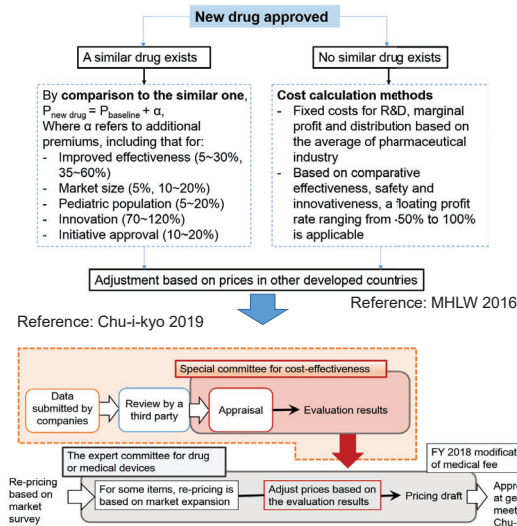 New drug approved
A similar drug exists
No similar drug exists
By comparison to the similar one,
Pnew drug = Pbaseline + α,
Where α refers to additional
premiums, including that for:
- Improved effectiveness (5~30%,
35~60%)
- Market size (5%, 10~20%)
- Pediatric population (5~20%)
- Innovation (70~120%)
- Initiative approval (10~20%)
Cost calculation methods
- Fixed costs for R&D, marginal
profit and distribution based on
the average of pharmaceutical
industry
- Based on comparative
effectiveness, safety and
innovativeness, a floating profit
rate ranging from -50% to 100%
is applicable
Adjustment based on prices in other developed countries
Reference: MHLW 2016
Reference: Chu-i-kyo 2019
Special committee for cost-effectiveness
Data
submitted by
companies
Review by a
third party
Appraisal
Evaluation results
The expert committee for drug
or medical devices
FY 2018 modificat
of medical fee
Re-pricing
based on
market
survey
For some items, re-pricing is
based on market expansion
Adjust prices based on
the evaluation results
Pricing draft
Appro
at ge
meet
Chu-